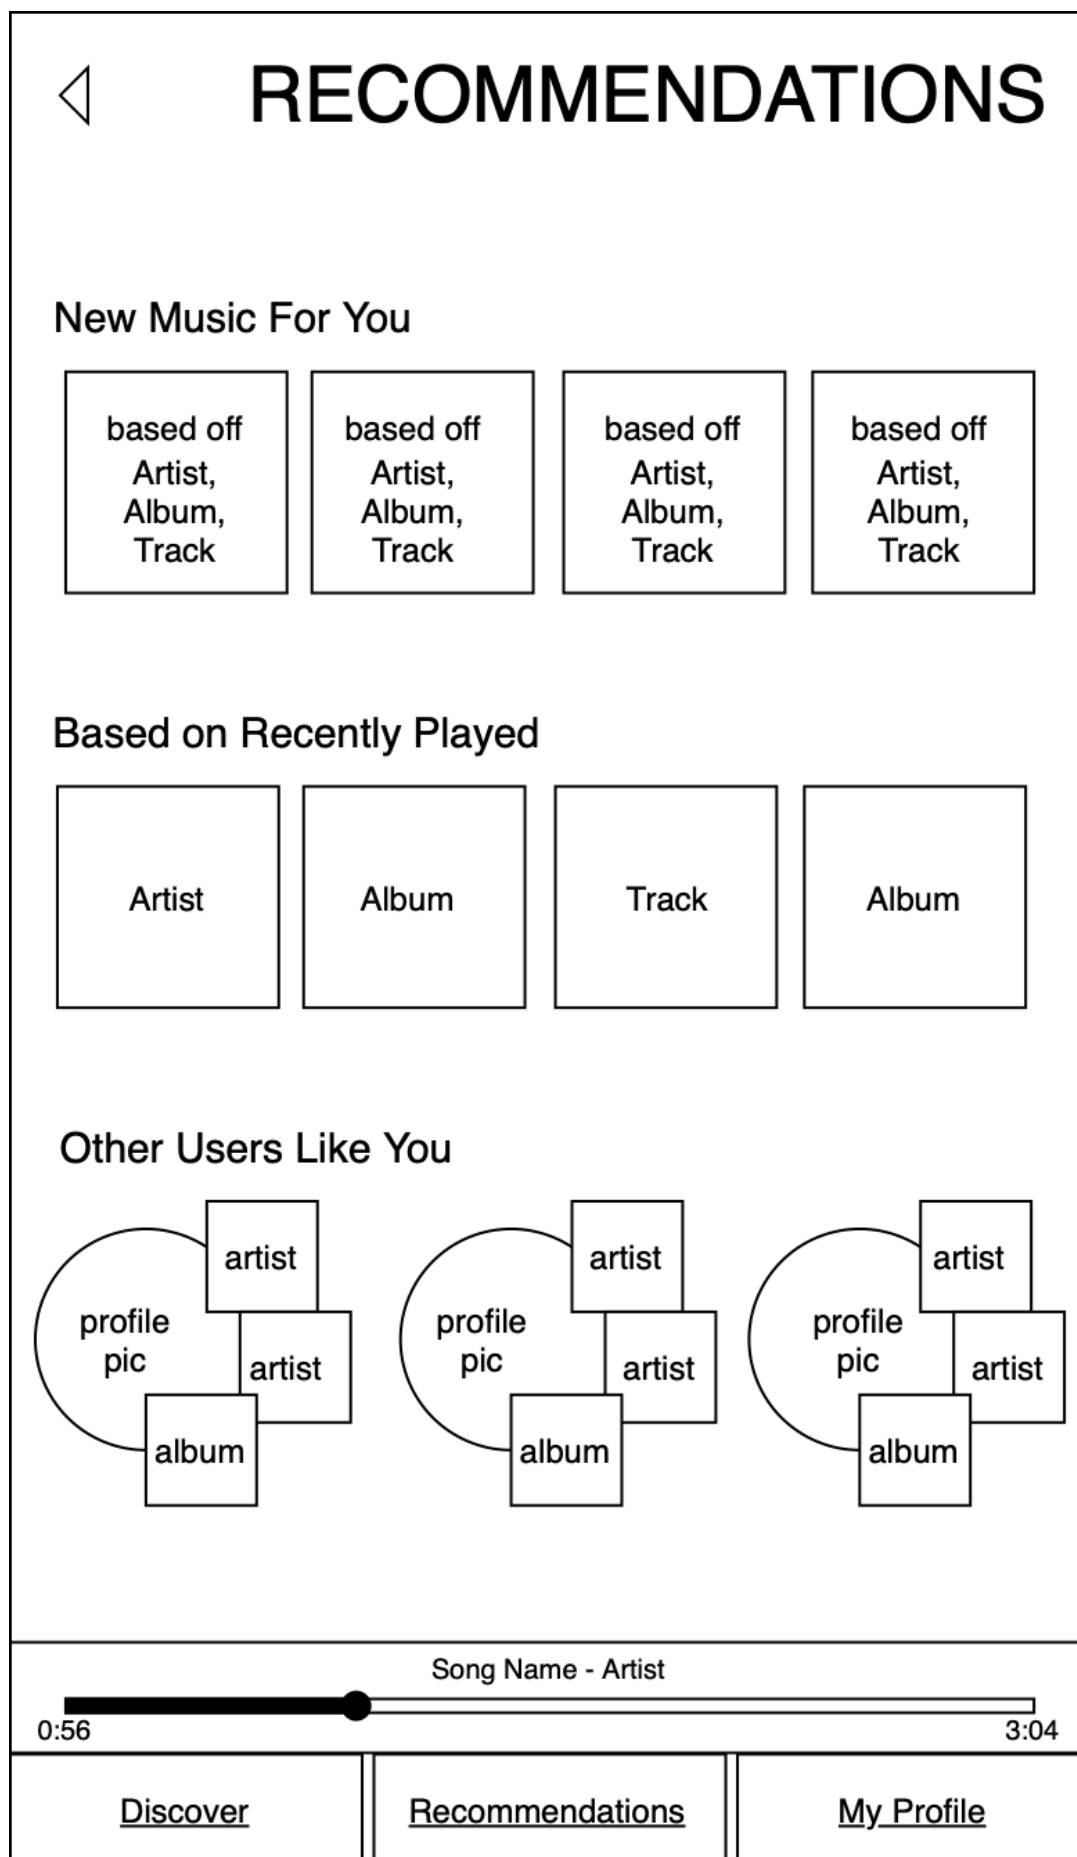 RECOMMENDATIONS
New Music For You
based off
Artist,
Album,
Track
based off
Artist,
Album,
Track
based off
Artist,
Album,
Track
based off
Artist,
Album,
Track
Based on Recently Played
Artist
Album
Track
Album
Other Users Like You
profile
pic
artist
artist
album
profile
pic
artist
artist
album
profile
pic
artist
artist
album
Song Name - Artist
0:56
3:04
Discover
Recommendations
My Profile